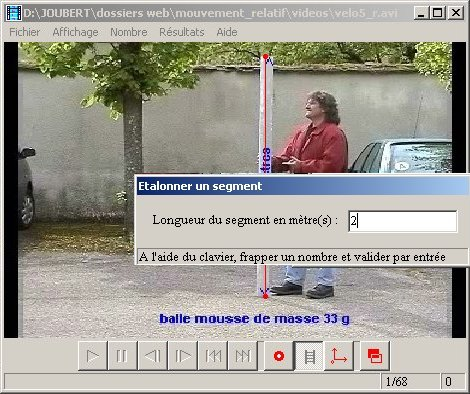 D:\JOUBERT\dossiers web\mouvement_relatif\videos\velo5_r.avi
Fichier Affichage Nombre Résultats Aide
Etalonner un segment
Longueur du segment en mètre(s) : 2
A l'aide du clavier, frapper un nombre et valider par entrée
balle mousse de masse 33 g
1/68 0